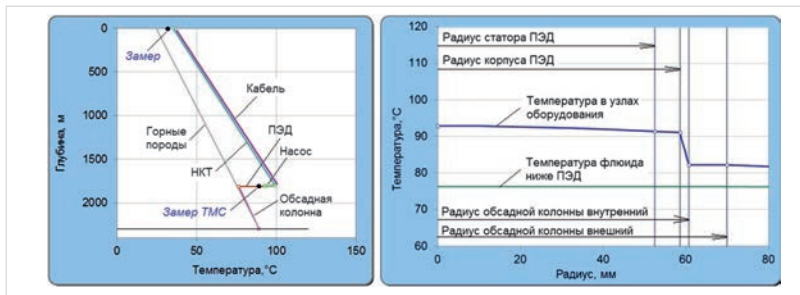 0
500
1000
1500
2000
0
50
100
150
Глубина, м
Температура,°C
Замер
Кабель
Горные
породы
ПЭД
НКТ
Насос
Замер ТМС
Обсадная
колонна
120
110
100
90
80
70
60
0
20
40
60
80
Температура,°C
Радиус, мм
Радиус статора ПЭД
Радиус корпуса ПЭД
Температура в узлах
оборудования
Температура флюида
ниже ПЭД
Радиус обсадной колонны внутренний
Радиус обсадной колонны внешний